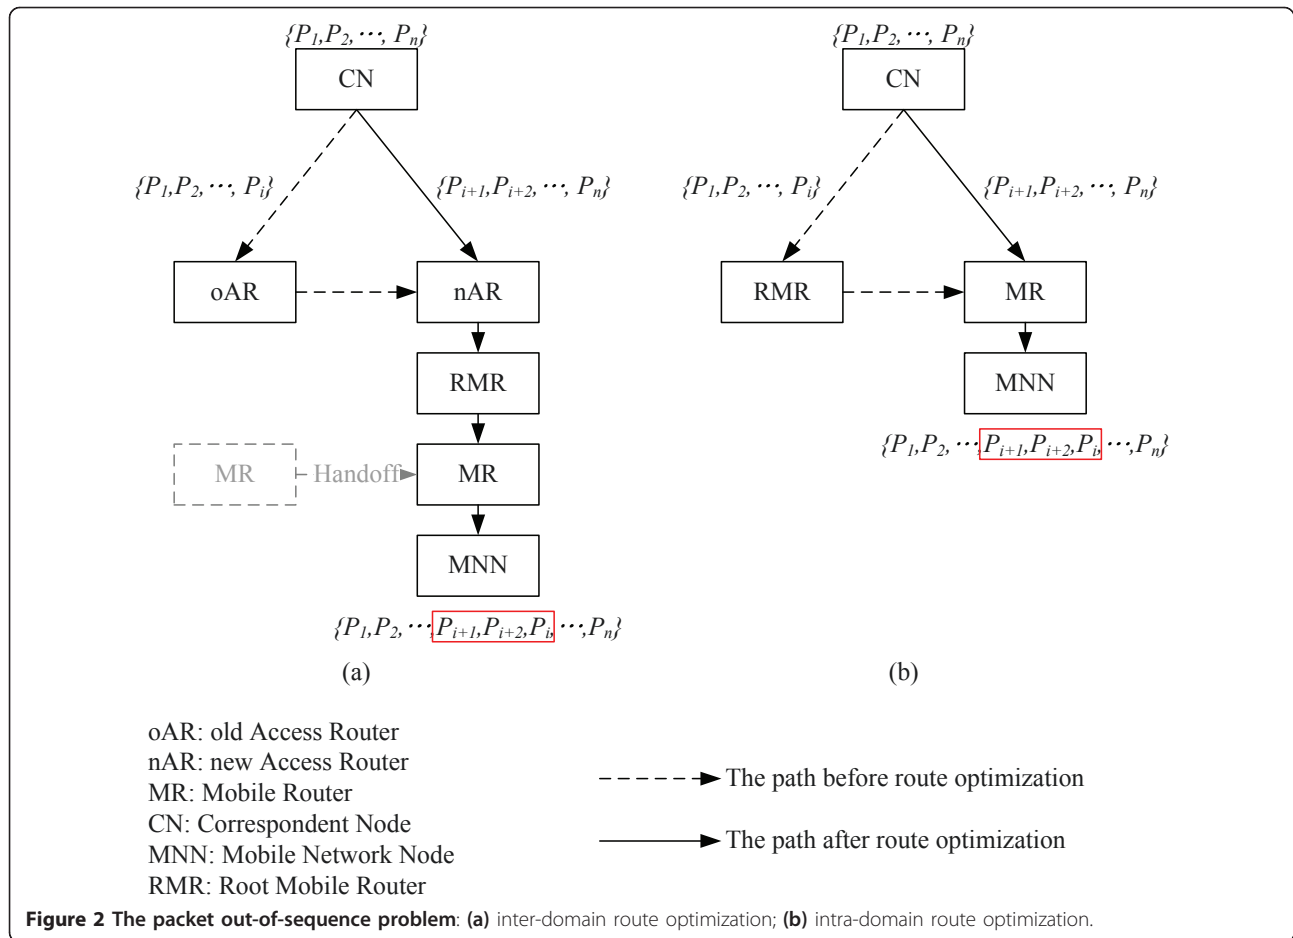 {P1,P2,⋯, Pn}
CN
{P1,P2,⋯, Pi}
{Pi+1,Pi+2,⋯, Pn}
oAR
nAR
RMR
MR
Handoff
MR
MNN
{P1,P2,⋯,Pi+1,Pi+2,Pi,⋯,Pn}
(a)
{P1,P2,⋯, Pn}
CN
{P1,P2,⋯, Pi}
{Pi+1,Pi+2,⋯, Pn}
RMR
MR
MNN
{P1,P2,⋯,Pi+1,Pi+2,Pi,⋯,Pn}
(b)
oAR: old Access Router
nAR: new Access Router
MR: Mobile Router
CN: Correspondent Node
MNN: Mobile Network Node
RMR: Root Mobile Router
The path before route optimization
The path after route optimization
Figure 2 The packet out-of-sequence problem: (a) inter-domain route optimization; (b) intra-domain route optimization.